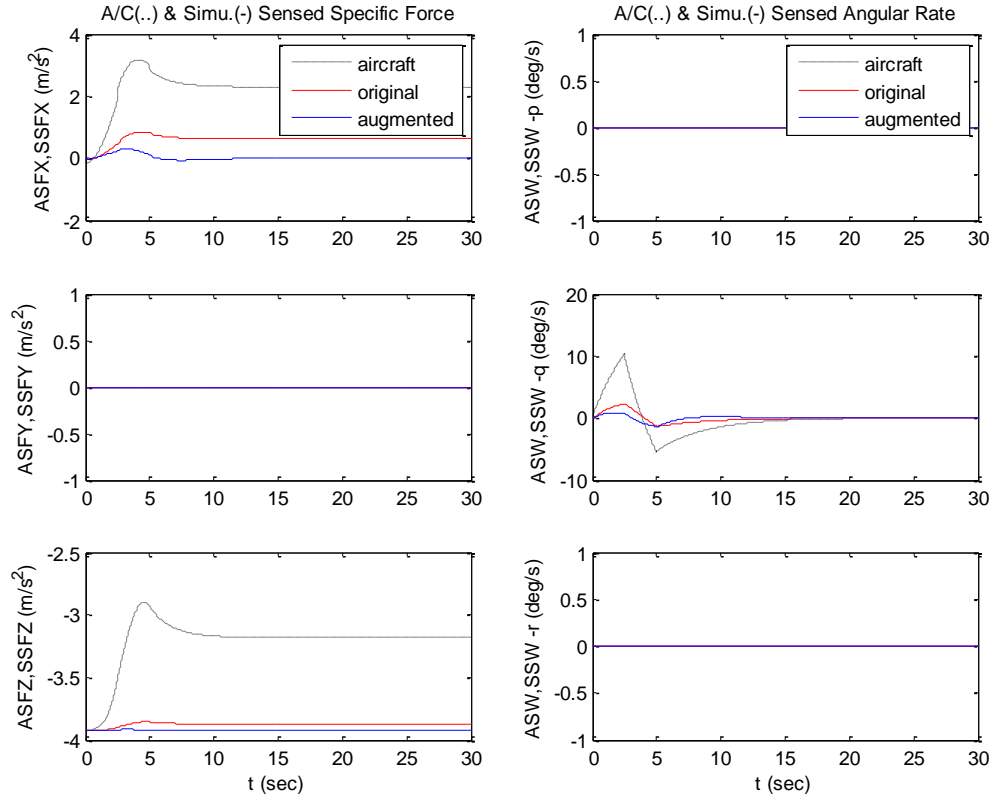 A/C(..) & Simu.(-) Sensed Specific Force
A/C(..) & Simu.(-) Sensed Angular Rate
ASFX,SSFX (m/s²)
4
2
0
-2
0 5 10 15 20 25 30
aircraft
original
augmented
ASW,SSW -p (deg/s)
1
0.5
0
-0.5
-1
0 5 10 15 20 25 30
aircraft
original
augmented
ASFY,SSFY (m/s²)
1
0.5
0
-0.5
-1
0 5 10 15 20 25 30
ASW,SSW -q (deg/s)
20
10
0
-10
0 5 10 15 20 25 30
ASFZ,SSFZ (m/s²)
-2.5
-3
-3.5
-4
0 5 10 15 20 25 30
t (sec)
ASW,SSW -r (deg/s)
1
0.5
0
-0.5
-1
0 5 10 15 20 25 30
t (sec)